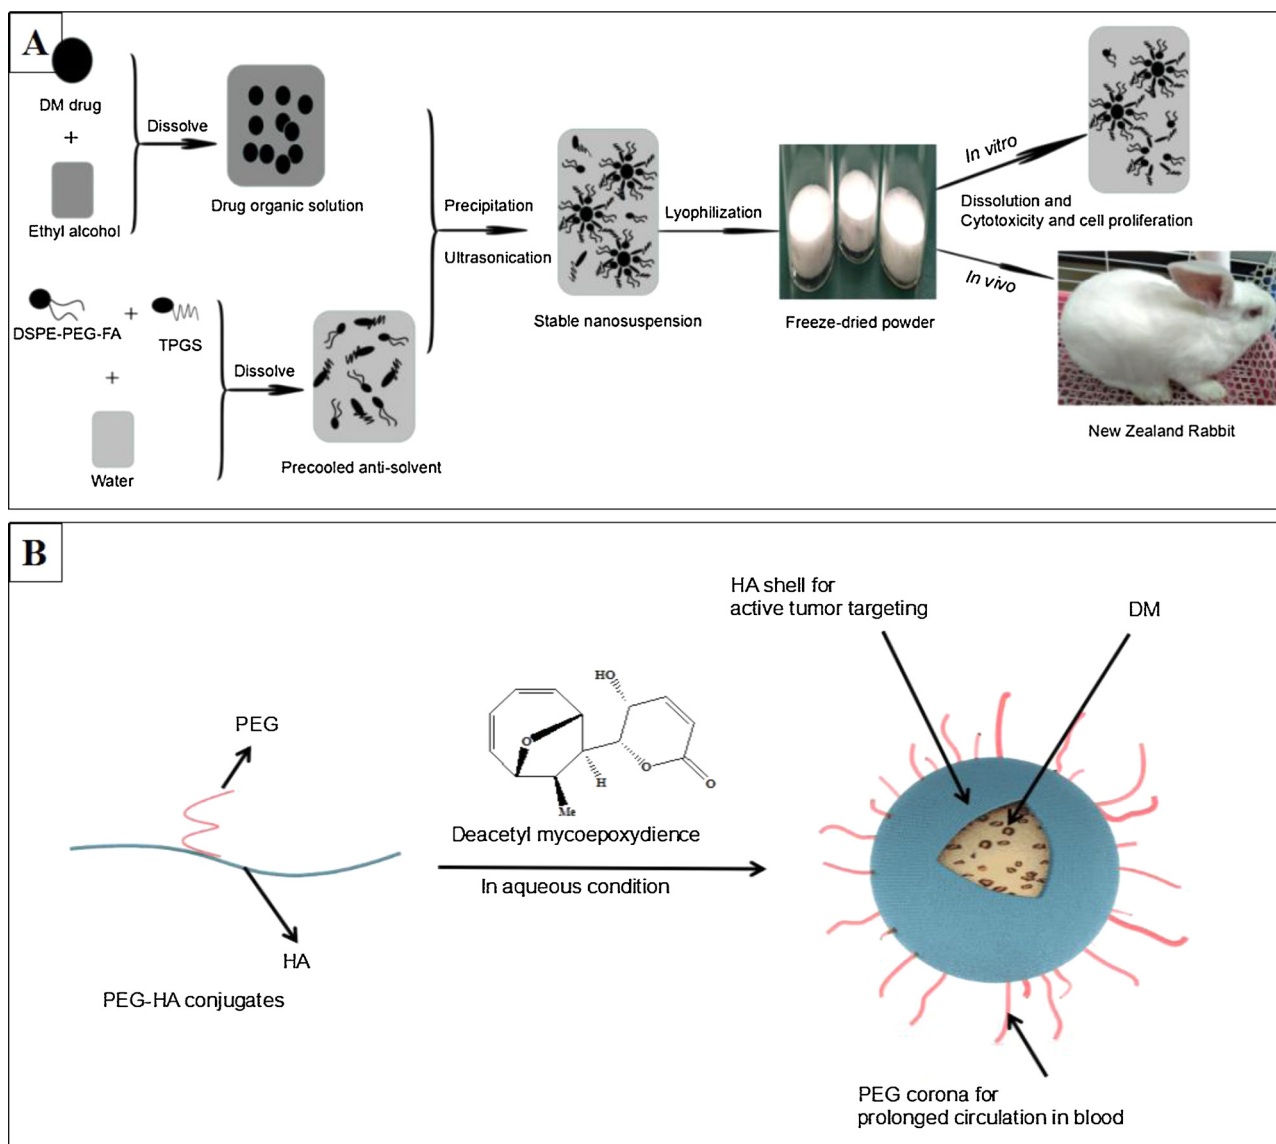 A
DM drug
+
Ethyl alcohol
Dissolve
Drug organic solution
DSPE-PEG-FA
+
TPGS
+
Water
Dissolve
Precooled anti-solvent
Precipitation
Ultrasonication
Stable nanosuspension
Lyophilization
Freeze-dried powder
In vitro
Dissolution and
Cytotoxicity and cell proliferation
In vivo
New Zealand Rabbit
B
PEG
HA
PEG-HA conjugates
HO
O
H
O
O
Me
Deacetyl mycoepoxydience
In aqueous condition
HA shell for
active tumor targeting
DM
PEG corona for
prolonged circulation in blood